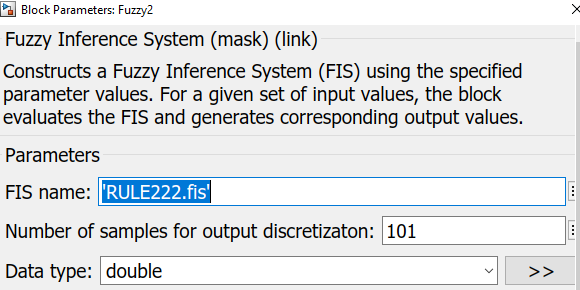 Block Parameters: Fuzzy2
Fuzzy Inference System (mask) (link)
Constructs a Fuzzy Inference System (FIS) using the specified
parameter values. For a given set of input values, the block
evaluates the FIS and generates corresponding output values.
Parameters
FIS name: 'RULE222.fis'
Number of samples for output discretizaton: 101
Data type: double >>